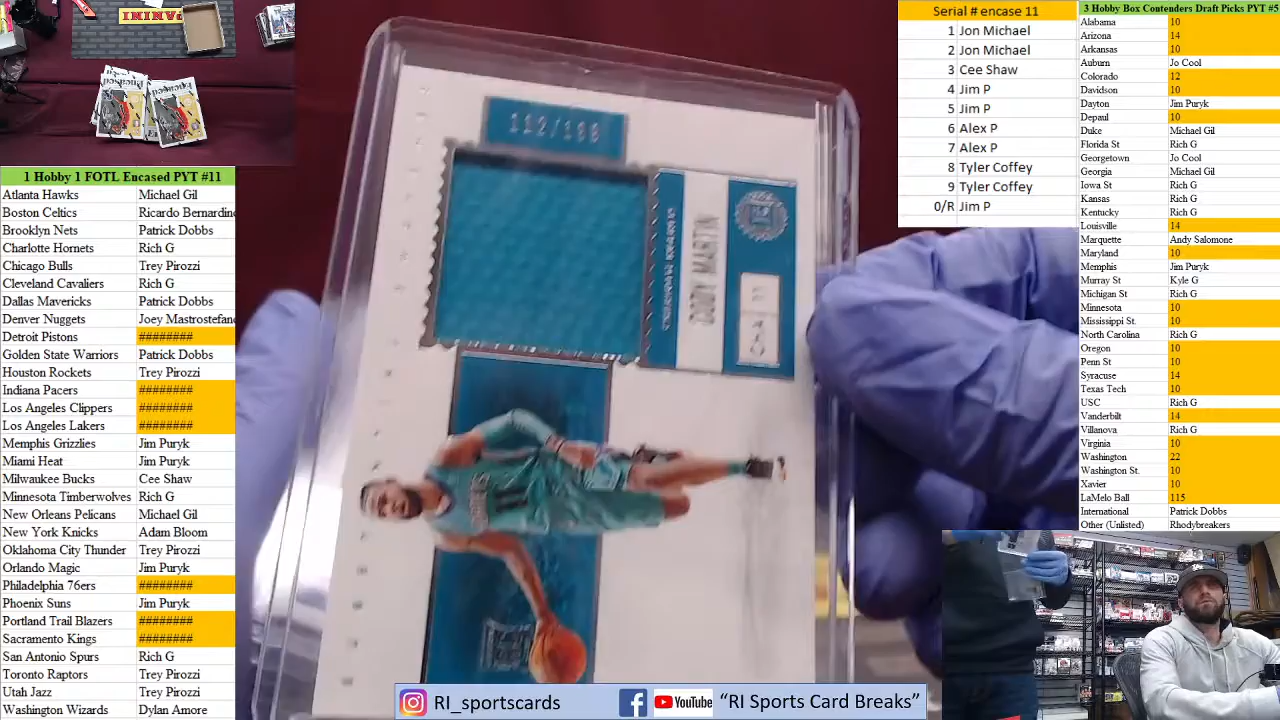 Encased
1 Hobby 1 FOTL Encased PYT #11
Atlanta Hawks Michael Gil
Boston Celtics Ricardo Bernardino
Brooklyn Nets Patrick Dobbs
Charlotte Hornets Rich G
Chicago Bulls Trey Pirozzi
Cleveland Cavaliers Rich G
Dallas Mavericks Patrick Dobbs
Denver Nuggets Joey Mastrostefano
Detroit Pistons ########
Golden State Warriors Patrick Dobbs
Houston Rockets Trey Pirozzi
Indiana Pacers ########
Los Angeles Clippers ########
Los Angeles Lakers ########
Memphis Grizzlies Jim Puryk
Miami Heat Jim Puryk
Milwaukee Bucks Cee Shaw
Minnesota Timberwolves Rich G
New Orleans Pelicans Michael Gil
New York Knicks Adam Bloom
Oklahoma City Thunder Trey Pirozzi
Orlando Magic Jim Puryk
Philadelphia 76ers ########
Phoenix Suns Jim Puryk
Portland Trail Blazers ########
Sacramento Kings ########
San Antonio Spurs Rich G
Toronto Raptors Trey Pirozzi
Utah Jazz Trey Pirozzi
Washington Wizards Dylan Amore
CODY MARTIN
Serial # encase 11
1 Jon Michael
2 Jon Michael
3 Cee Shaw
4 Jim P
5 Jim P
6 Alex P
7 Alex P
8 Tyler Coffey
9 Tyler Coffey
0/R Jim P
3 Hobby Box Contenders Draft Picks PYT #5
Alabama 10
Arizona 14
Arkansas 10
Auburn Jo Cool
Colorado 12
Davidson 10
Dayton Jim Puryk
Depaul 10
Duke Michael Gil
Florida St Rich G
Georgetown Jo Cool
Georgia Michael Gil
Iowa St Rich G
Kansas Rich G
Kentucky Rich G
Louisville 14
Marquette Andy Salomone
Maryland 10
Memphis Jim Puryk
Murray St Kyle G
Michigan St Rich G
Minnesota 10
Mississippi St. 10
North Carolina Rich G
Oregon 10
Penn St 10
Syracuse 14
Texas Tech 10
USC Rich G
Vanderbilt 14
Villanova Rich G
Virginia 10
Washington 22
Washington St. 10
Xavier 10
LaMelo Ball 115
International Patrick Dobbs
Other (Unlisted) Rhodybreakers
RI_sportscards YouTube “RI Sports Card Breaks”